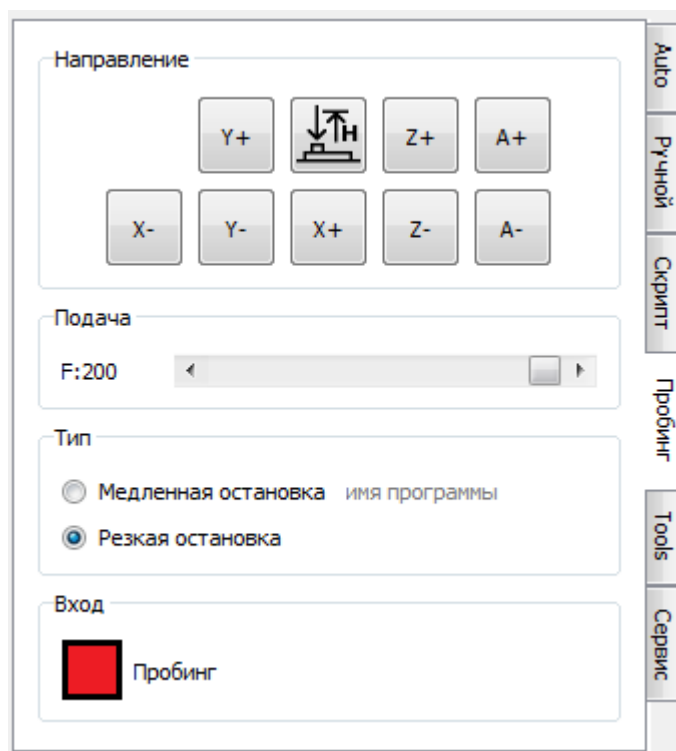 Направление
Y+ H Z+ A+
X- Y- X+ Z- A-
Подача
F:200
Тип
Медленная остановка имя программы
Резкая остановка
Вход
Пробинг
Auto
Ручной
Скрипт
Пробинг
Tools
Сервис